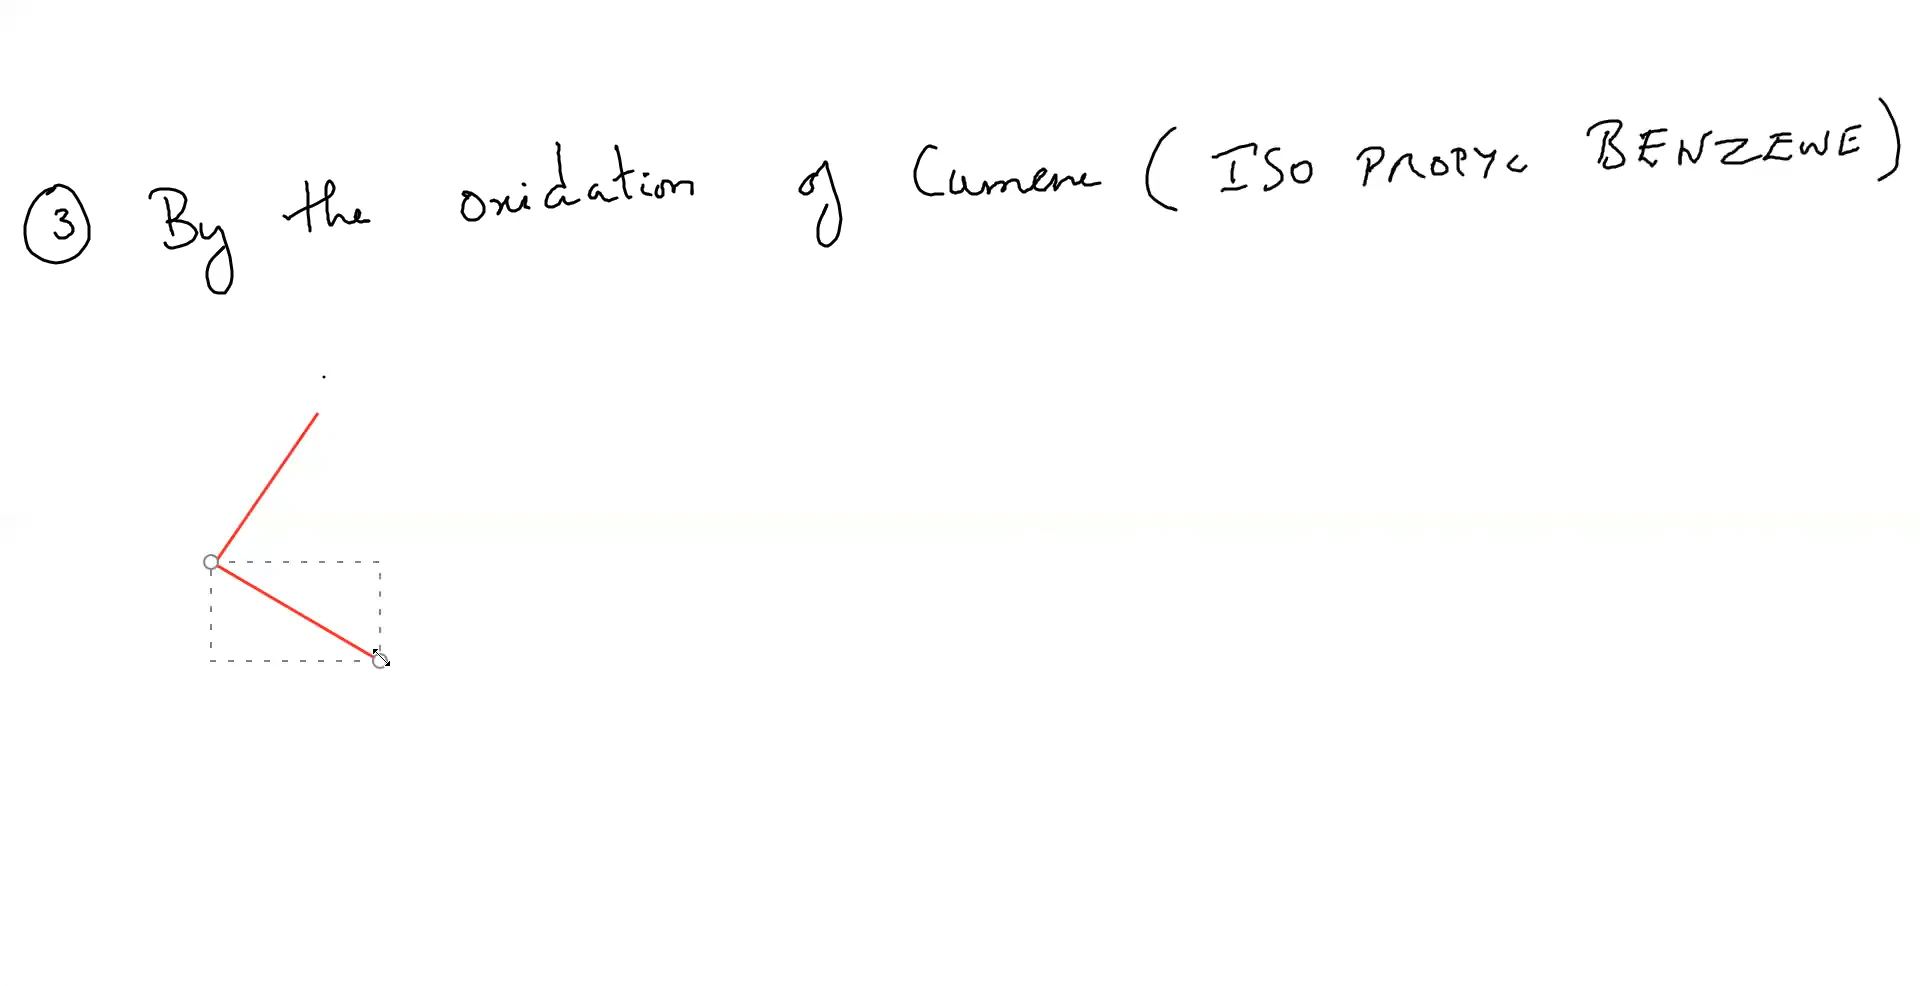 ③ By the oxidation of Cumene (ISO PROPYL BENZENE)